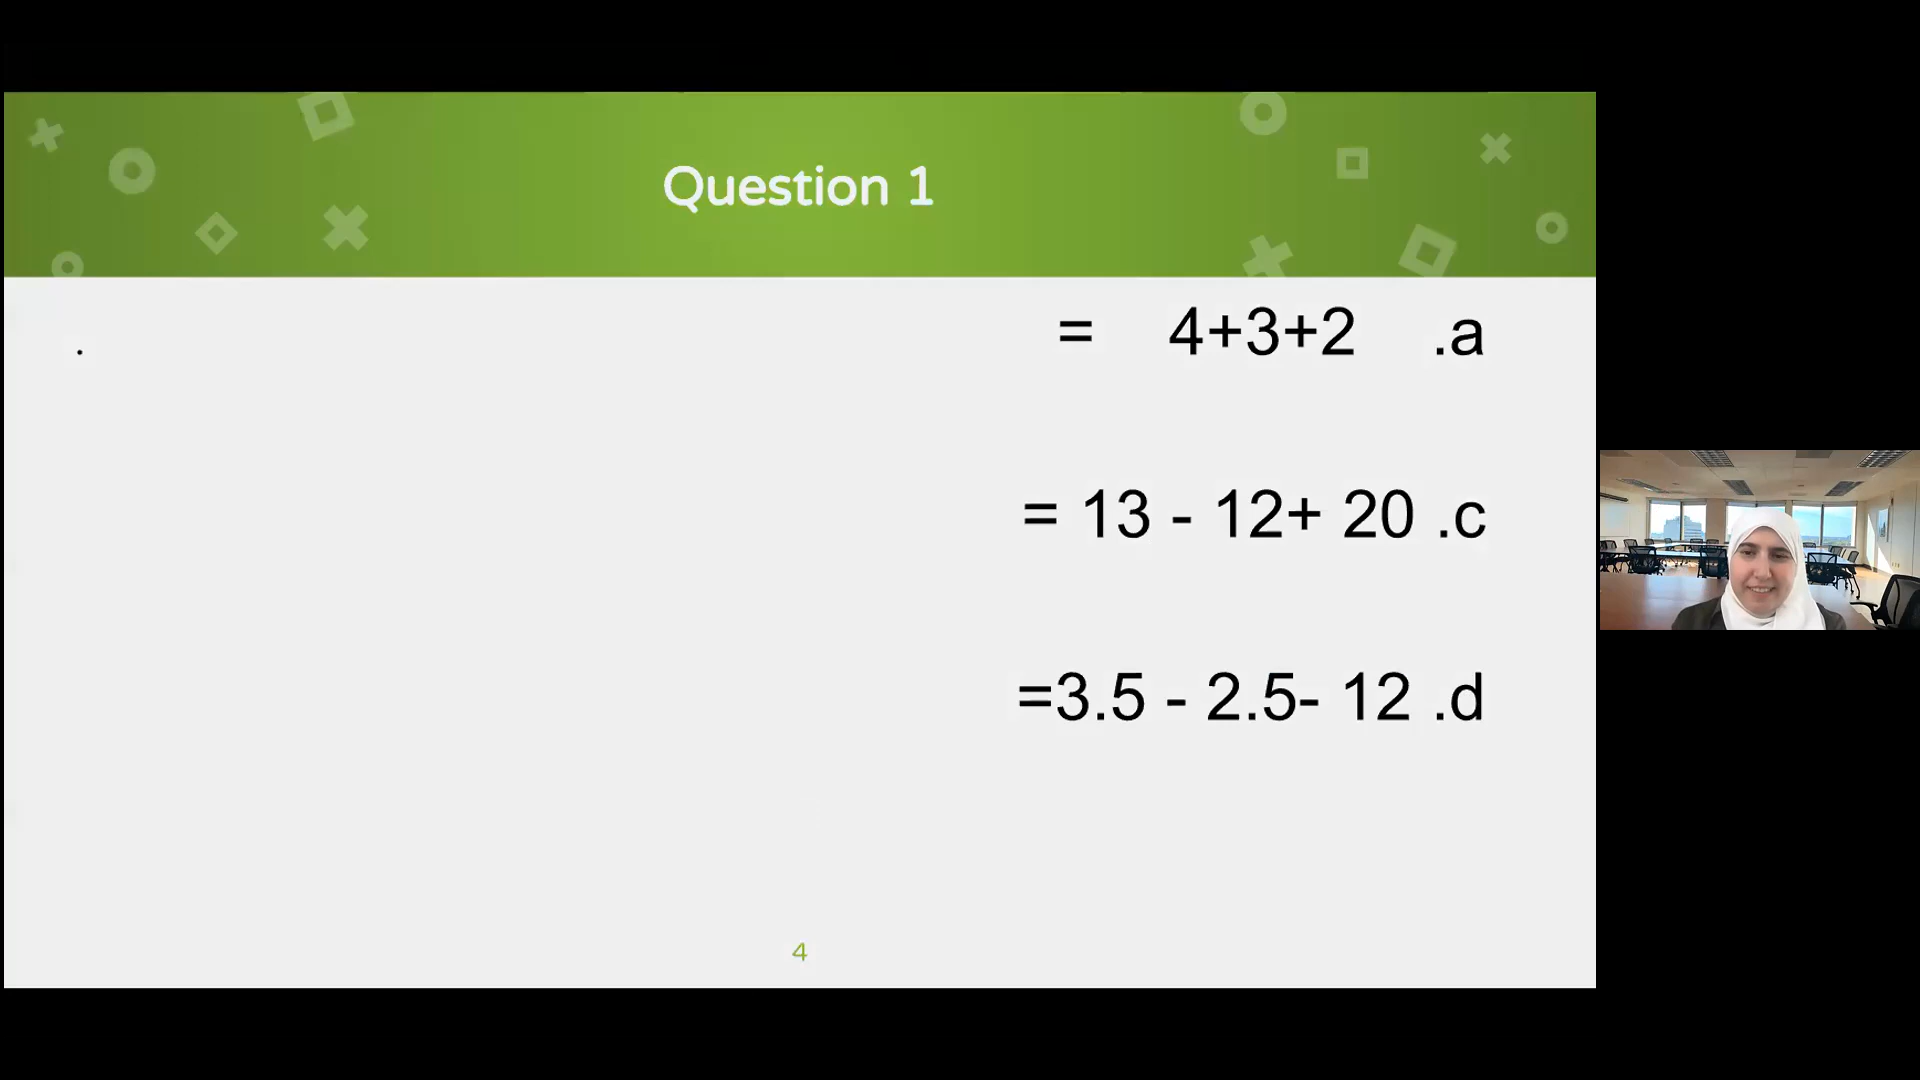 Question 1
= 4+3+2 .a
= 13 - 12+ 20 .c
=3.5 - 2.5- 12 .d
4